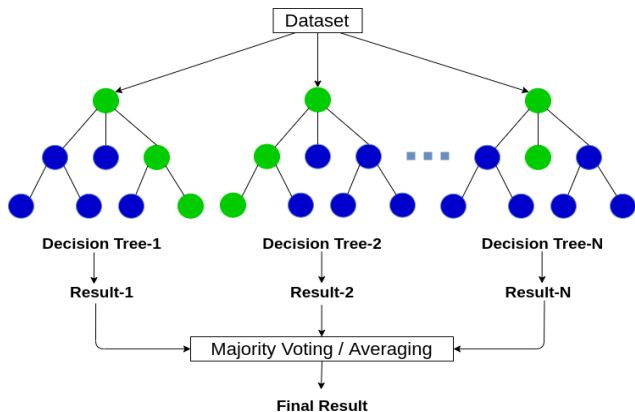 Dataset
Decision Tree-1 Decision Tree-2 Decision Tree-N
Result-1 Result-2 Result-N
Majority Voting / Averaging
Final Result